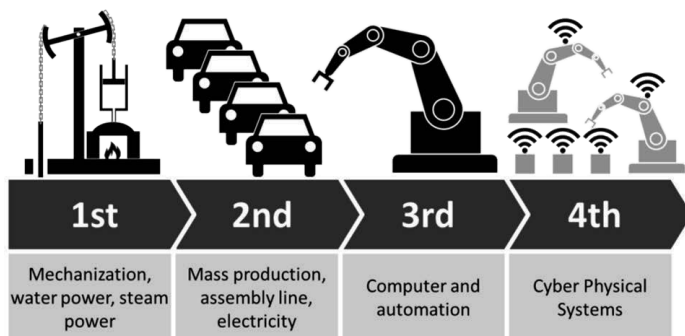 1st
2nd
3rd
4th
Mechanization,
water power, steam
power
Mass production,
assembly line,
electricity
Computer and
automation
Cyber Physical
Systems